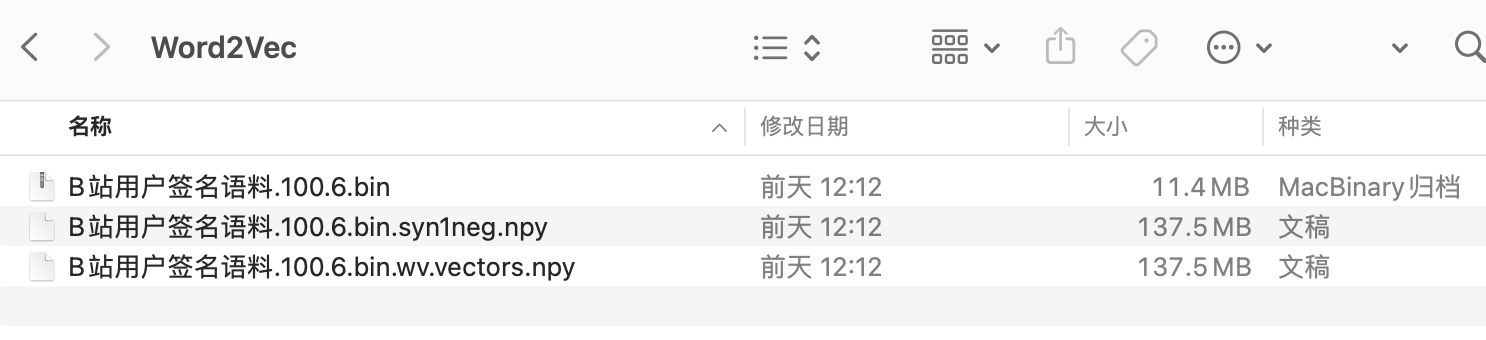 Word2Vec
名称 修改日期 大小 种类
B站用户签名语料.100.6.bin 前天 12:12 11.4 MB MacBinary归档
B站用户签名语料.100.6.bin.syn1neg.npy 前天 12:12 137.5 MB 文稿
B站用户签名语料.100.6.bin.wv.vectors.npy 前天 12:12 137.5 MB 文稿